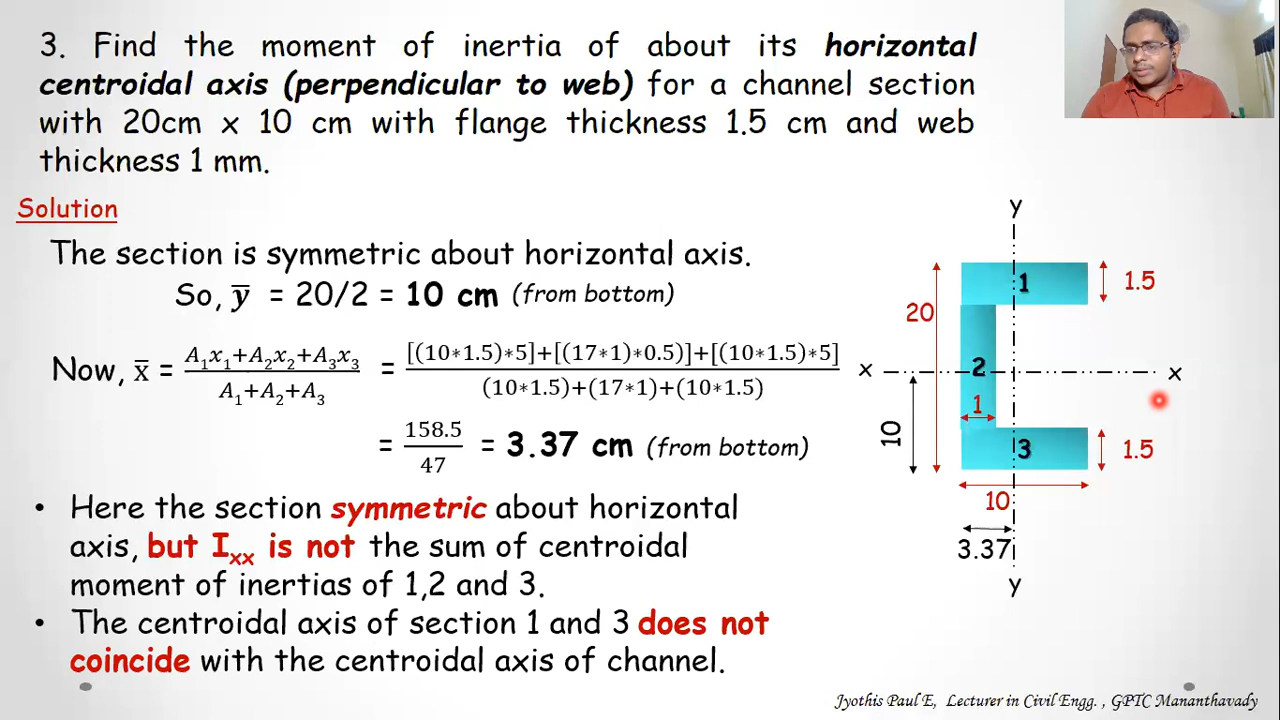 3. Find the moment of inertia of about its horizontal
centroidal axis (perpendicular to web) for a channel section
with 20cm x 10 cm with flange thickness 1.5 cm and web
thickness 1 mm.
Solution
The section is symmetric about horizontal axis.
So, y̅ = 20/2 = 10 cm (from bottom)
Now, x̅ = (A₁x₁+A₂x₂+A₃x₃)/(A₁+A₂+A₃) = ([(10∗1.5)∗5]+[(17∗1)∗0.5)]+[(10∗1.5)∗5])/((10∗1.5)+(17∗1)+(10∗1.5))
= 158.5/47 = 3.37 cm (from bottom)
• Here the section symmetric about horizontal
axis, but Iₓₓ is not the sum of centroidal
moment of inertias of 1,2 and 3.
• The centroidal axis of section 1 and 3 does not
coincide with the centroidal axis of channel.
y
1
1.5
20
x
2
x
1
10
3
1.5
10
3.37
y
Jyothis Paul E, Lecturer in Civil Engg. , GPTC Mananthavady